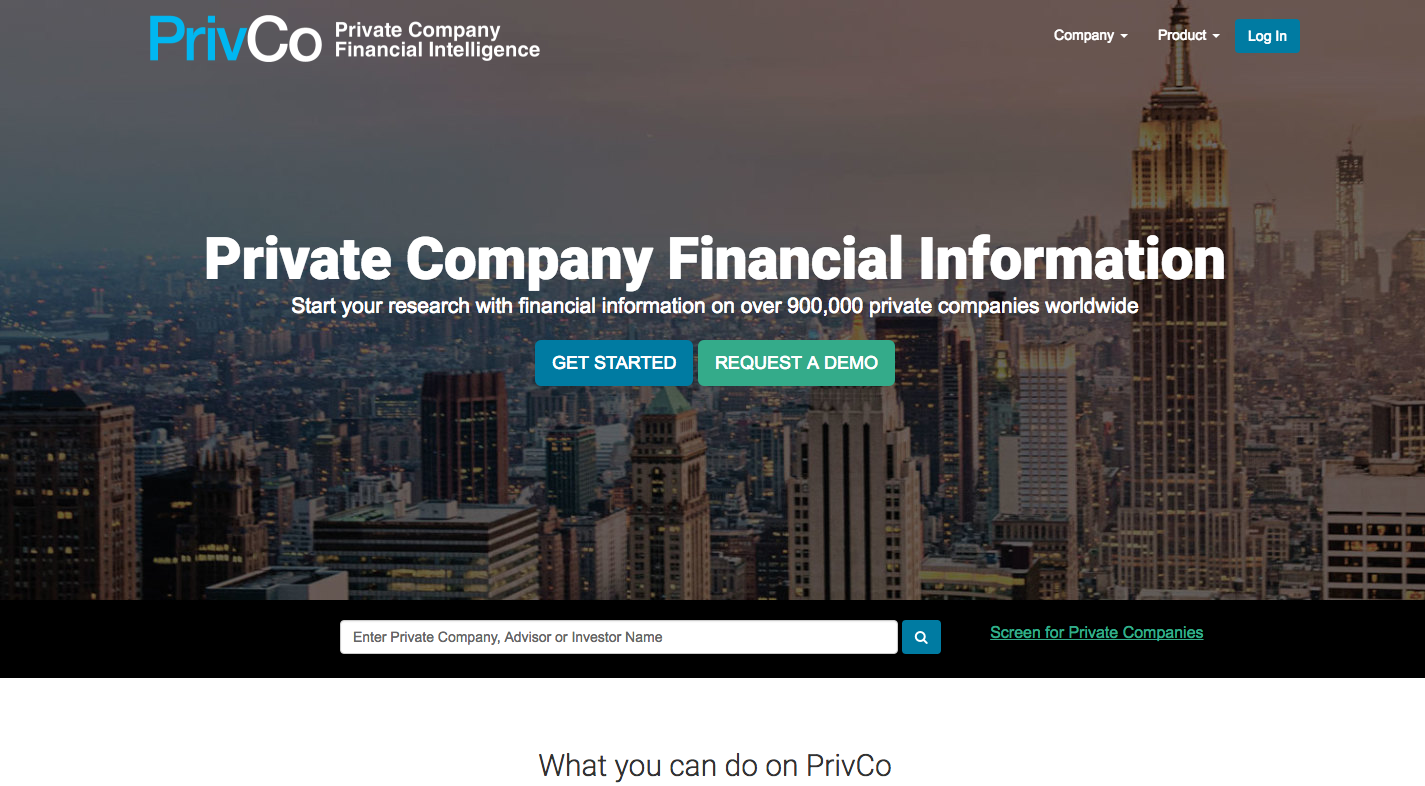 PrivCo
Private Company
Financial Intelligence
Company
Product
Log In
Private Company Financial Information
Start your research with financial information on over 900,000 private companies worldwide
GET STARTED
REQUEST A DEMO
Enter Private Company, Advisor or Investor Name
Screen for Private Companies
What you can do on PrivCo